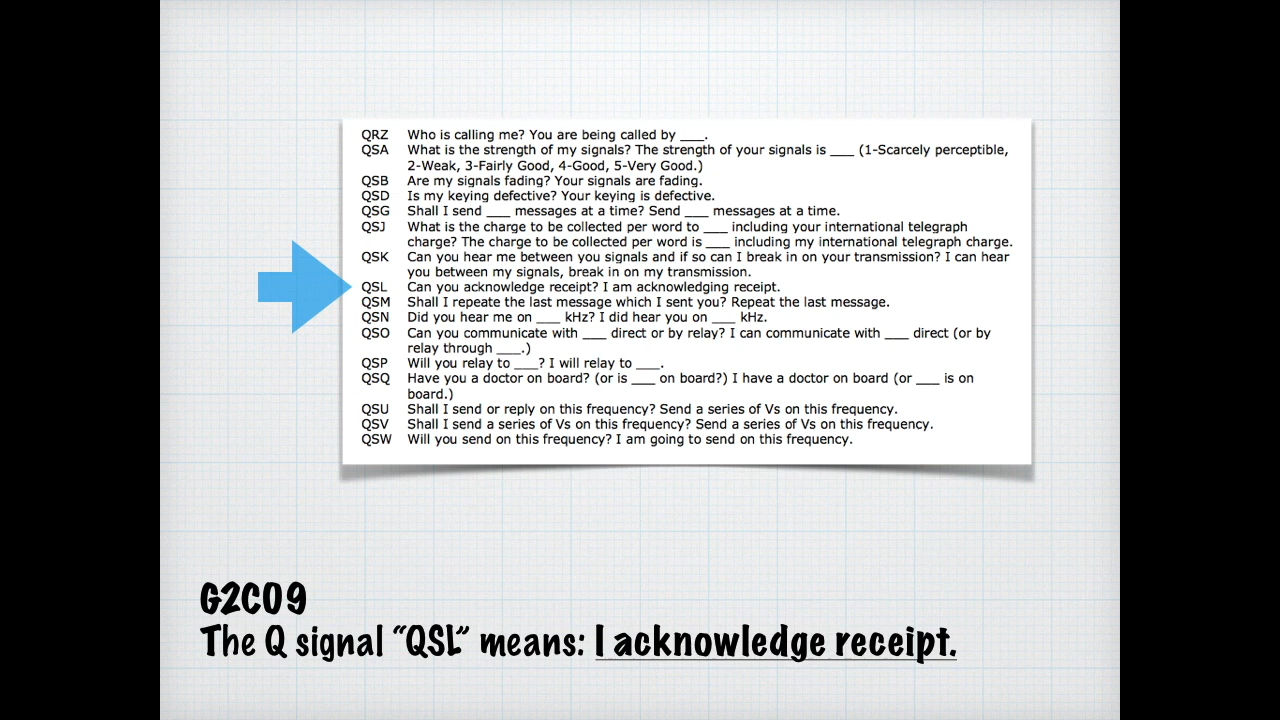 QRZ Who is calling me? You are being called by ___.
QSA What is the strength of my signals? The strength of your signals is ___ (1-Scarcely perceptible,
2-Weak, 3-Fairly Good, 4-Good, 5-Very Good.)
QSB Are my signals fading? Your signals are fading.
QSD Is my keying defective? Your keying is defective.
QSG Shall I send ___ messages at a time? Send ___ messages at a time.
QSJ What is the charge to be collected per word to ___ including your international telegraph
charge? The charge to be collected per word is ___ including my international telegraph charge.
QSK Can you hear me between you signals and if so can I break in on your transmission? I can hear
you between my signals, break in on my transmission.
QSL Can you acknowledge receipt? I am acknowledging receipt.
QSM Shall I repeate the last message which I sent you? Repeat the last message.
QSN Did you hear me on ___ kHz? I did hear you on ___ kHz.
QSO Can you communicate with ___ direct or by relay? I can communicate with ___ direct (or by
relay through ___.)
QSP Will you relay to ___? I will relay to ___.
QSQ Have you a doctor on board? (or is ___ on board?) I have a doctor on board (or ___ is on
board.)
QSU Shall I send or reply on this frequency? Send a series of Vs on this frequency.
QSV Shall I send a series of Vs on this frequency? Send a series of Vs on this frequency.
QSW Will you send on this frequency? I am going to send on this frequency.
G2C09
The Q signal “QSL” means: I acknowledge receipt.